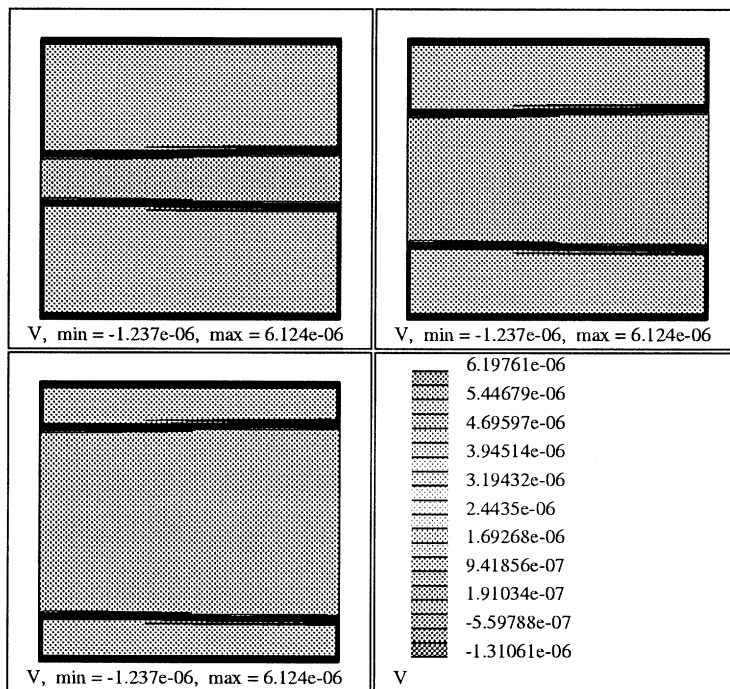 V, min = -1.237e-06, max = 6.124e-06
V, min = -1.237e-06, max = 6.124e-06
V, min = -1.237e-06, max = 6.124e-06
6.19761e-06
5.44679e-06
4.69597e-06
3.94514e-06
3.19432e-06
2.4435e-06
1.69268e-06
9.41856e-07
1.91034e-07
-5.59788e-07
-1.31061e-06
V